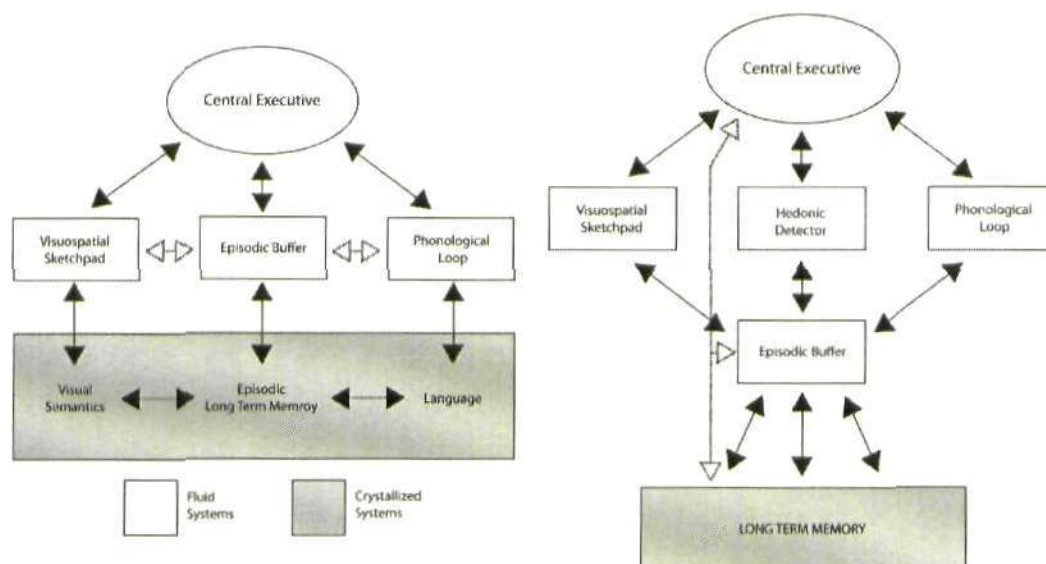 Central Executive
Visuospatial
Sketchpad
Episodic Buffer
Phonological
Loop
Visual
Semantics
Episodic
Long Term Memroy
Language
Fluid
Systems
Crystallized
Systems
Central Executive
Visuospatial
Sketchpad
Hedonic
Detector
Phonological
Loop
Episodic Buffer
LONG TERM MEMORY